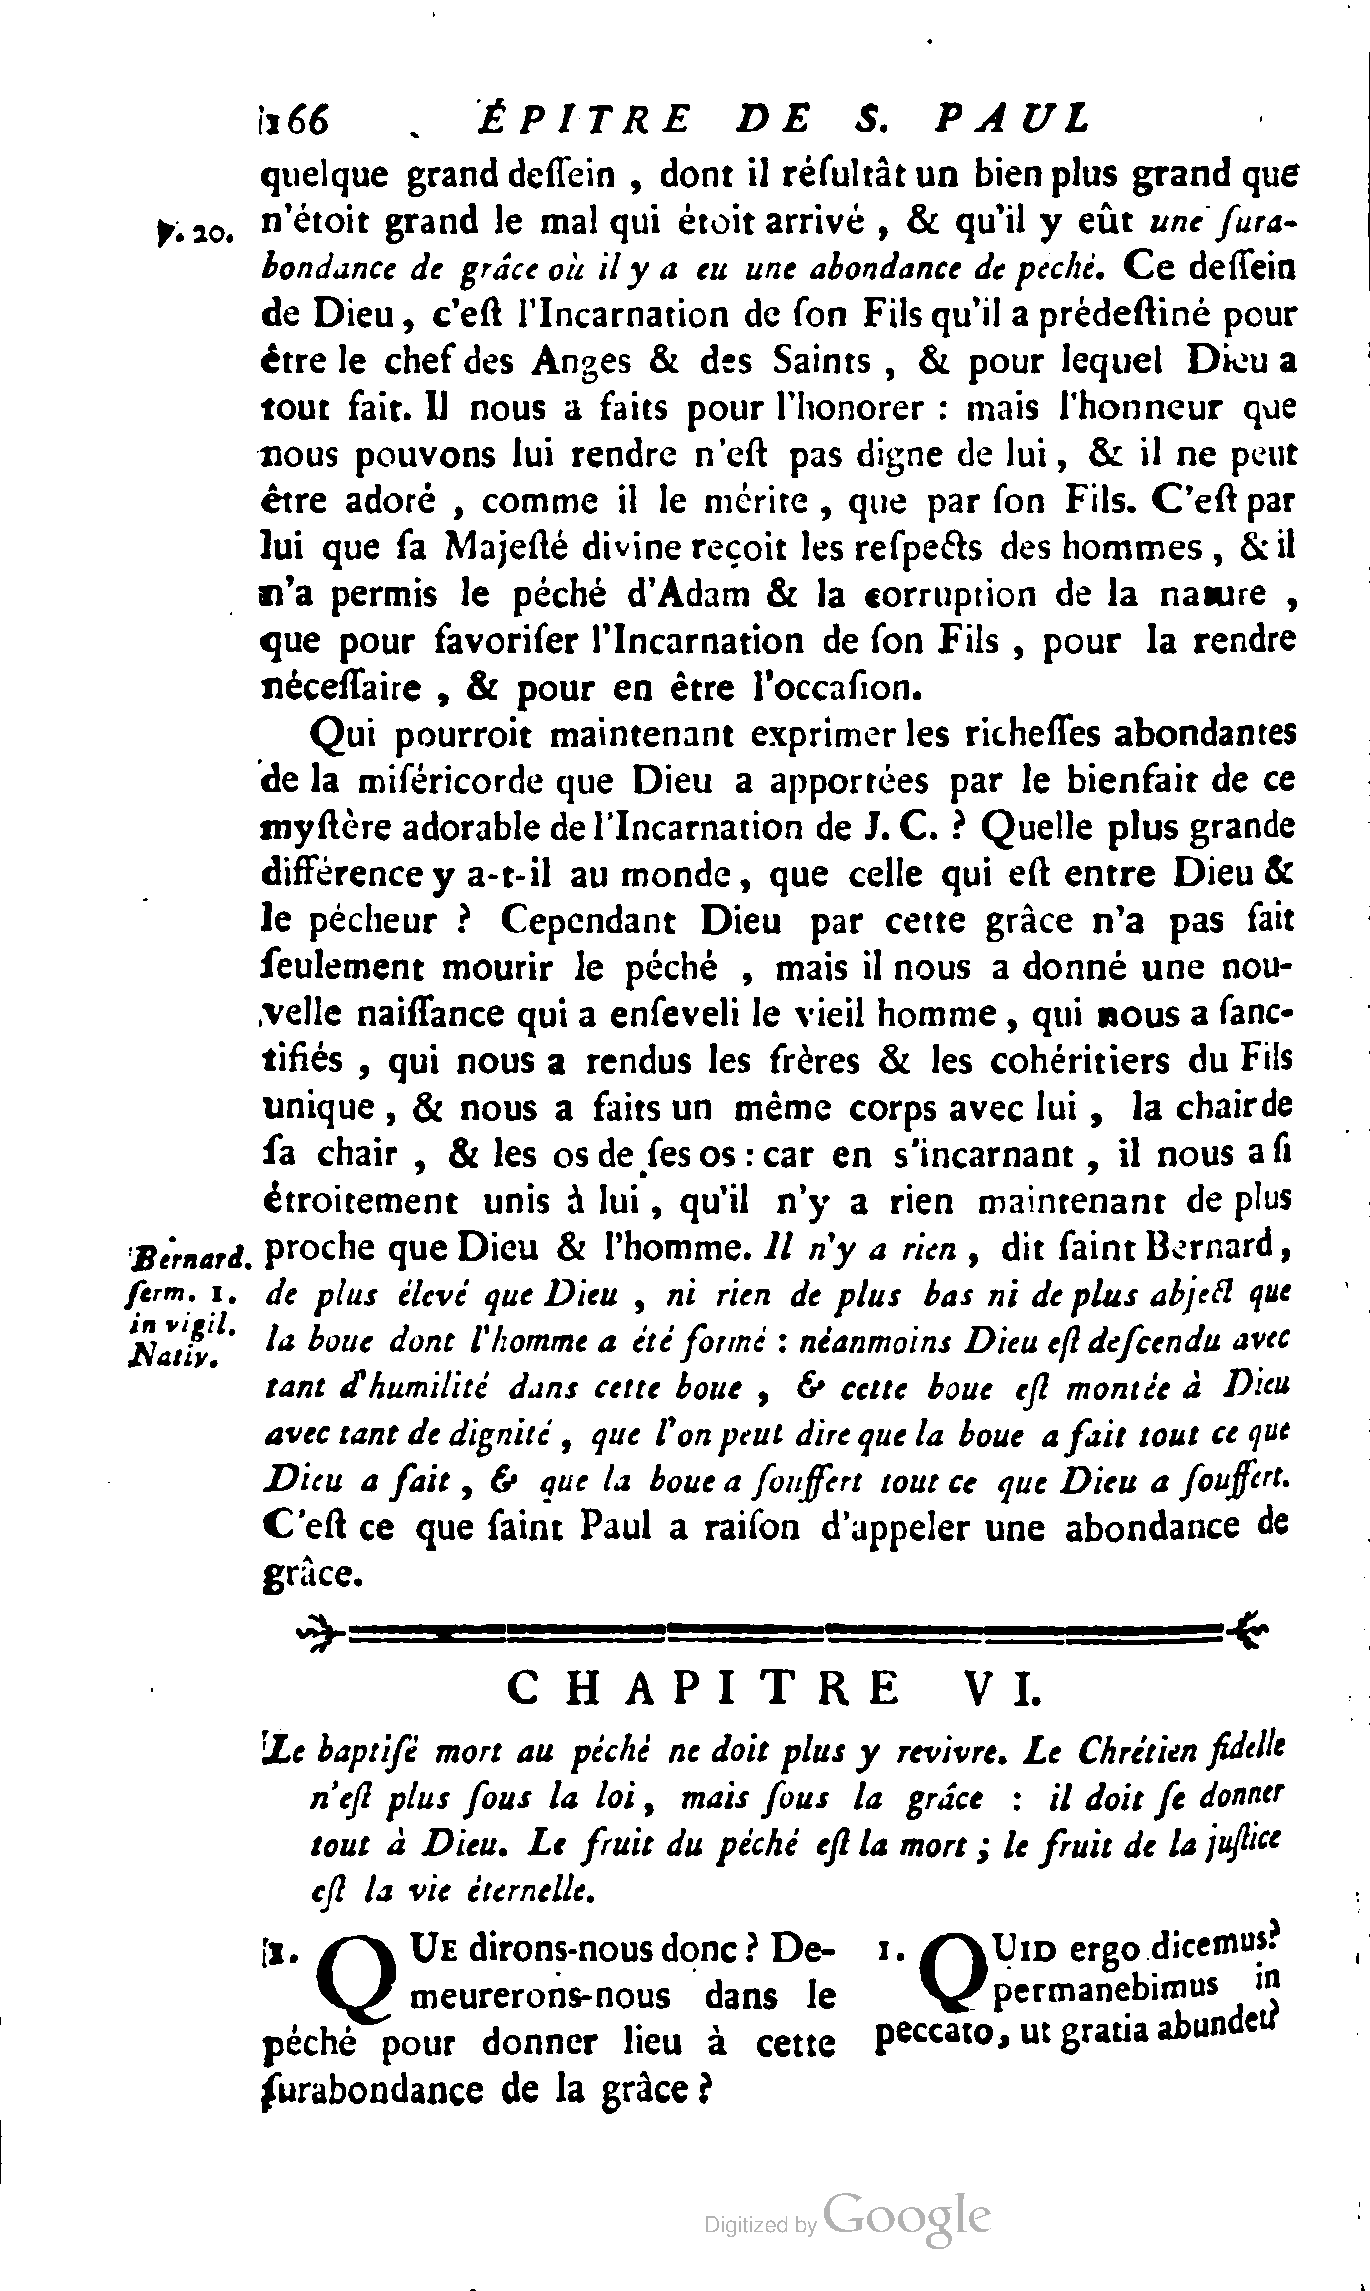 166 ÉPITRE DE S. PAUL
quelque grand deſſein , dont il réſultât un bien plus grand que
℣. 20. n'étoit grand le mal qui étoit arrivé , & qu'il y eût une ſura-
bondance de grâce où il y a eu une abondance de peché. Ce deſſein
de Dieu, c'eſt l'Incarnation de ſon Fils qu'il a prédeſtiné pour
être le chef des Anges & des Saints , & pour lequel Dieu a
tout fait. Il nous a faits pour l'honorer : mais l'honneur que
nous pouvons lui rendre n'eſt pas digne de lui, & il ne peut
être adoré , comme il le mérite , que par ſon Fils. C'eſt par
lui que ſa Majeſté divine reçoit les reſpects des hommes , & il
n'a permis le péché d'Adam & la corruption de la nature ,
que pour favoriſer l'Incarnation de ſon Fils , pour la rendre
néceſſaire , & pour en être l'occaſion.
Qui pourroit maintenant exprimer les richeſſes abondantes
de la miſéricorde que Dieu a apportées par le bienfait de ce
myſtère adorable de l'Incarnation de J. C. ? Quelle plus grande
différence y a-t-il au monde, que celle qui eſt entre Dieu &
le pécheur ? Cependant Dieu par cette grâce n'a pas fait
ſeulement mourir le péché , mais il nous a donné une nou-
velle naiſſance qui a enſeveli le vieil homme , qui nous a ſanc-
tifiés , qui nous a rendus les frères & les cohéritiers du Fils
unique , & nous a faits un même corps avec lui , la chair de
ſa chair , & les os de ſes os : car en s'incarnant , il nous a ſi
étroitement unis à lui , qu'il n'y a rien maintenant de plus
proche que Dieu & l'homme. Il n'y a rien , dit ſaint Bernard,
de plus élevé que Dieu , ni rien de plus bas ni de plus abject que
la boue dont l'homme a été formé : néanmoins Dieu eſt deſcendu avec
tant d'humilité dans cette boue , & cette boue eſt montée à Dieu
avec tant de dignité , que l'on peut dire que la boue a fait tout ce que
Dieu a fait , & que la boue a ſouffert tout ce que Dieu a ſouffert.
C'eſt ce que ſaint Paul a raiſon d'appeler une abondance de
grâce.
Bernard.
ſerm. 1.
in vigil.
Nativ.
CHAPITRE VI.
Le baptiſé mort au péché ne doit plus y revivre. Le Chrétien fidelle
n'eſt plus ſous la loi, mais ſous la grâce : il doit ſe donner
tout à Dieu. Le fruit du péché eſt la mort ; le fruit de la juſtice
eſt la vie éternelle.
1. QUE dirons-nous donc ? De-
meurerons-nous dans le
péché pour donner lieu à cette
ſurabondance de la grâce ?
1. QUID ergo dicemus?
permanebimus in
peccato, ut gratia abundet?
Digitized by Google